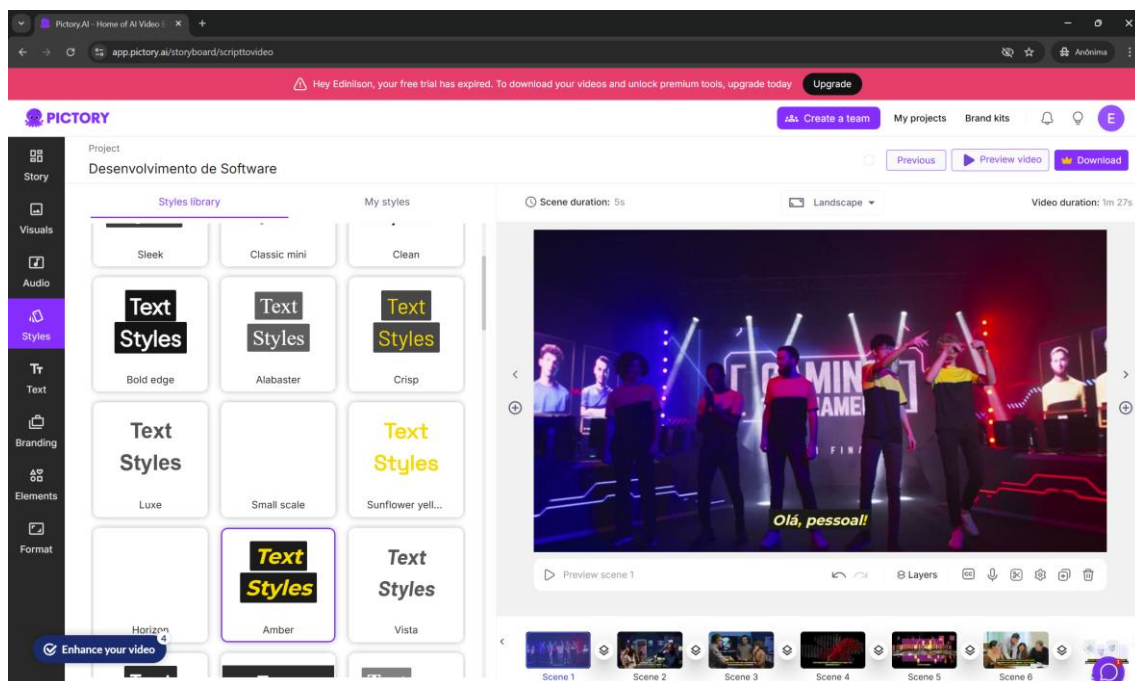 Pictory.AI - Home of AI Video
app.pictory.ai/storyboard/scripttovideo
Anônima
Hey Edinilson, your free trial has expired. To download your videos and unlock premium tools, upgrade today
Upgrade
PICTORY
Create a team
My projects
Brand kits
E
Story
Visuals
Audio
Styles
Text
Branding
Elements
Format
Project
Desenvolvimento de Software
Previous
Preview video
Download
Styles library
My styles
Sleek
Classic mini
Clean
Text
Styles
Bold edge
Text
Styles
Alabaster
Text
Styles
Crisp
Text
Styles
Luxe
Small scale
Text
Styles
Sunflower yell...
Horizon
Text
Styles
Amber
Text
Styles
Vista
4
Enhance your video
Scene duration: 5s
Landscape
Video duration: 1m 27s
Olá, pessoal!
Preview scene 1
Layers
CC
Scene 1
Scene 2
Scene 3
Scene 4
Scene 5
Scene 6